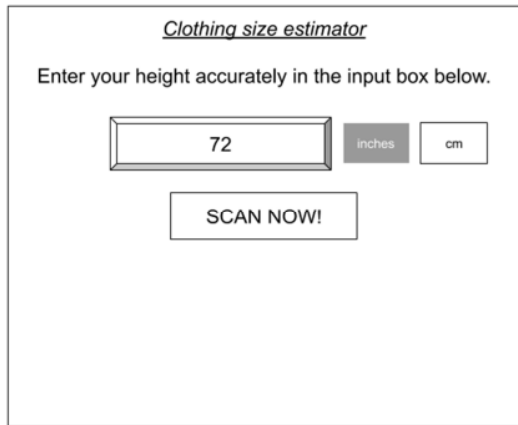 Clothing size estimator
Enter your height accurately in the input box below.
72 inches cm
SCAN NOW!